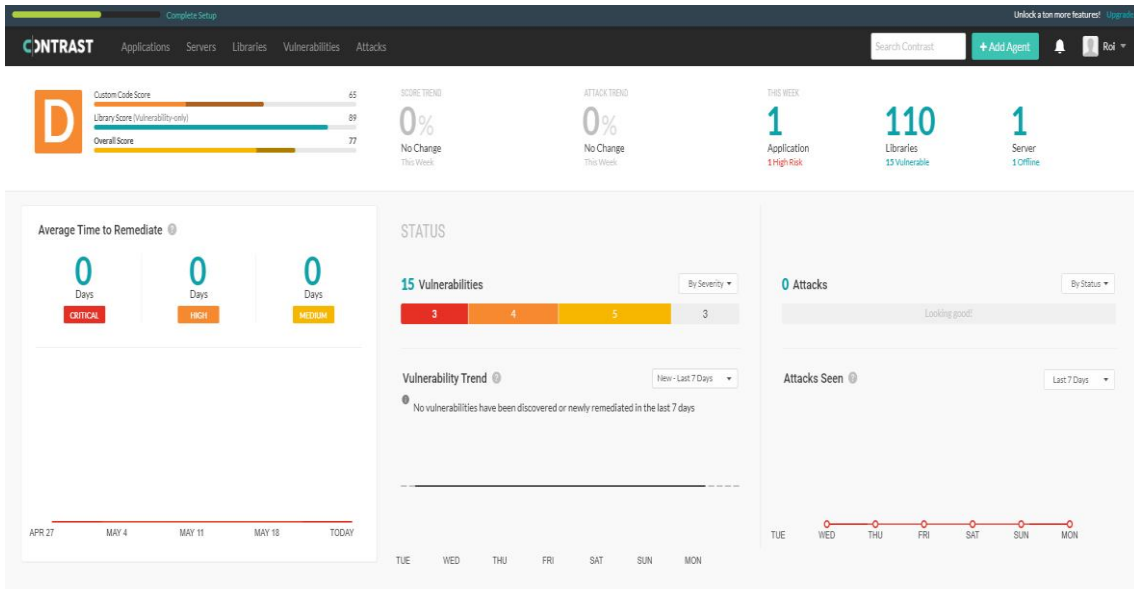 Complete Setup
Unlock a ton more features! Upgrade
CONTRAST Applications Servers Libraries Vulnerabilities Attacks Search Contrast + Add Agent Roi
D
Custom Code Score 65
Library Score (Vulnerability-only) 89
Overall Score 77
SCORE TREND
0%
No Change
This Week
ATTACK TREND
0%
No Change
This Week
THIS WEEK
1
Application
1 High Risk
110
Libraries
15 Vulnerable
1
Server
1 Offline
Average Time to Remediate ?
0 0 0
Days Days Days
CRITICAL HIGH MEDIUM
APR 27 MAY 4 MAY 11 MAY 18 TODAY
STATUS
15 Vulnerabilities By Severity
3 4 5 3
Vulnerability Trend ? New - Last 7 Days
No vulnerabilities have been discovered or newly remediated in the last 7 days
TUE WED THU FRI SAT SUN MON
0 Attacks By Status
Looking good!
Attacks Seen ? Last 7 Days
TUE WED THU FRI SAT SUN MON